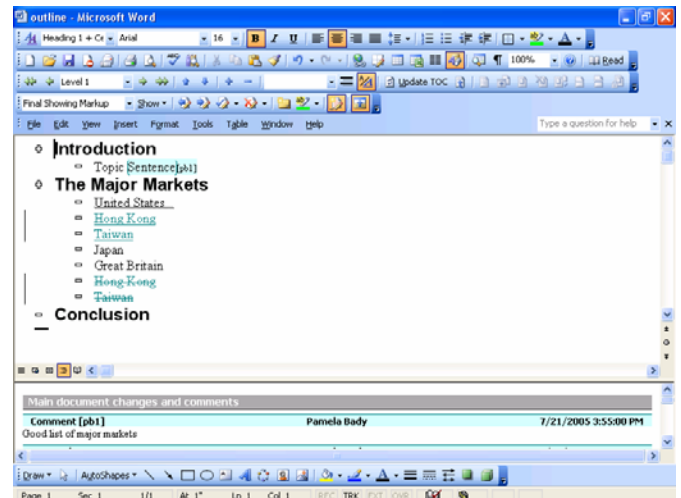 outline - Microsoft Word
Heading 1 + Ce Arial 16 B I U
100% Read
Level 1 Update TOC
Final Showing Markup Show
File Edit View Insert Format Tools Table Window Help Type a question for help
Introduction
Topic Sentence[pb1]
The Major Markets
United States
Hong Kong
Taiwan
Japan
Great Britain
Hong Kong
Taiwan
Conclusion
Main document changes and comments
Comment [pb1] Pamela Bady 7/21/2005 3:55:00 PM
Good list of major markets
Draw AutoShapes
Page 1 Sec 1 1/1 At 1" Ln 1 Col 1 REC TRK EXT OVR